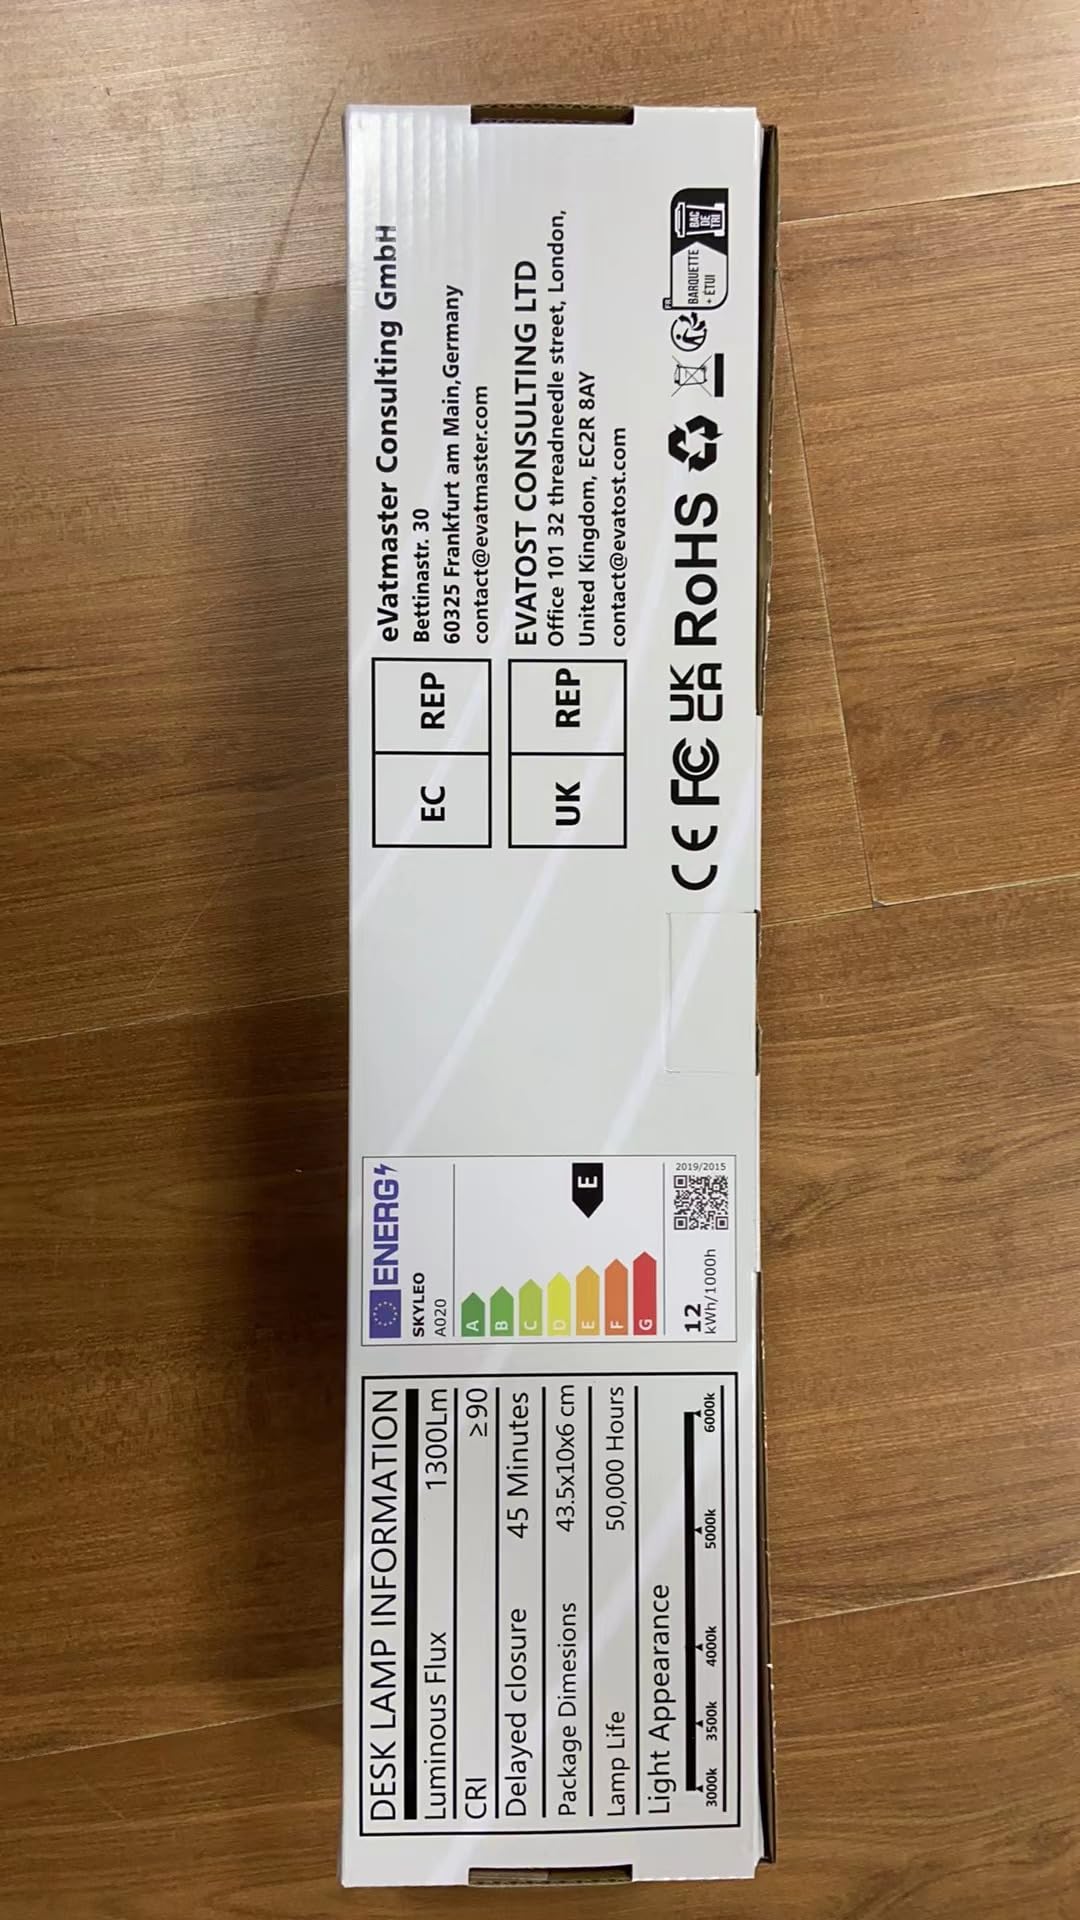 DESK LAMP INFORMATION
Luminous Flux 1300Lm
CRI ≥90
Delayed closure 45 Minutes
Package Dimesions 43.5x10x6 cm
Lamp Life 50,000 Hours
Light Appearance
3000k 3500k 4000k 5000k 6000k
ENERG
SKYLEO
A020
A
B
C
D
E E
F
G
12
kWh/1000h
2019/2015
EC REP
eVatmaster Consulting GmbH
Bettinastr. 30
60325 Frankfurt am Main,Germany
contact@evatmaster.com
UK REP
EVATOST CONSULTING LTD
Office 101 32 threadneedle street, London,
United Kingdom, EC2R 8AY
contact@evatost.com
CE FC UK
CA RoHS
FR
BARQUETTE
+ ÉTUI
BAC
DE
TRI